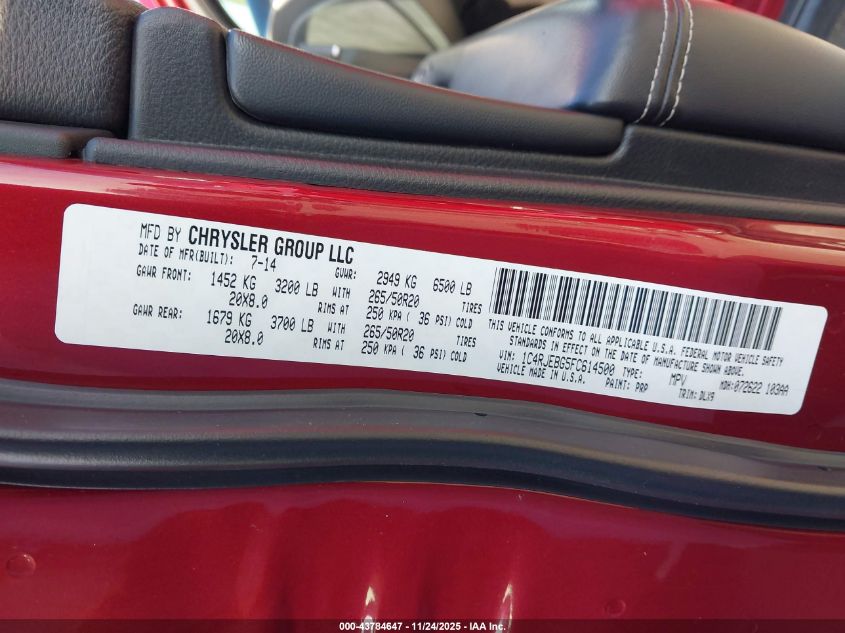 MFD BY CHRYSLER GROUP LLC
DATE OF MFR(BUILT): 7-14 GVWR: 2949 KG 6500 LB
GAWR FRONT: 1452 KG 3200 LB WITH 265/50R20 TIRES
20X8.0 RIMS AT 250 KPA ( 36 PSI) COLD
GAWR REAR: 1679 KG 3700 LB WITH 265/50R20 TIRES
20X8.0 RIMS AT 250 KPA ( 36 PSI) COLD
THIS VEHICLE CONFORMS TO ALL APPLICABLE U.S.A. FEDERAL MOTOR VEHICLE SAFETY
STANDARDS IN EFFECT ON THE DATE OF MANUFACTURE SHOWN ABOVE.
VIN: 1C4RJEBG5FC614500 TYPE: MPV MDH:072622 103AA
VEHICLE MADE IN U.S.A. PAINT: PRP TRIM: DLX9
000-43784647 - 11/24/2025 - IAA Inc.